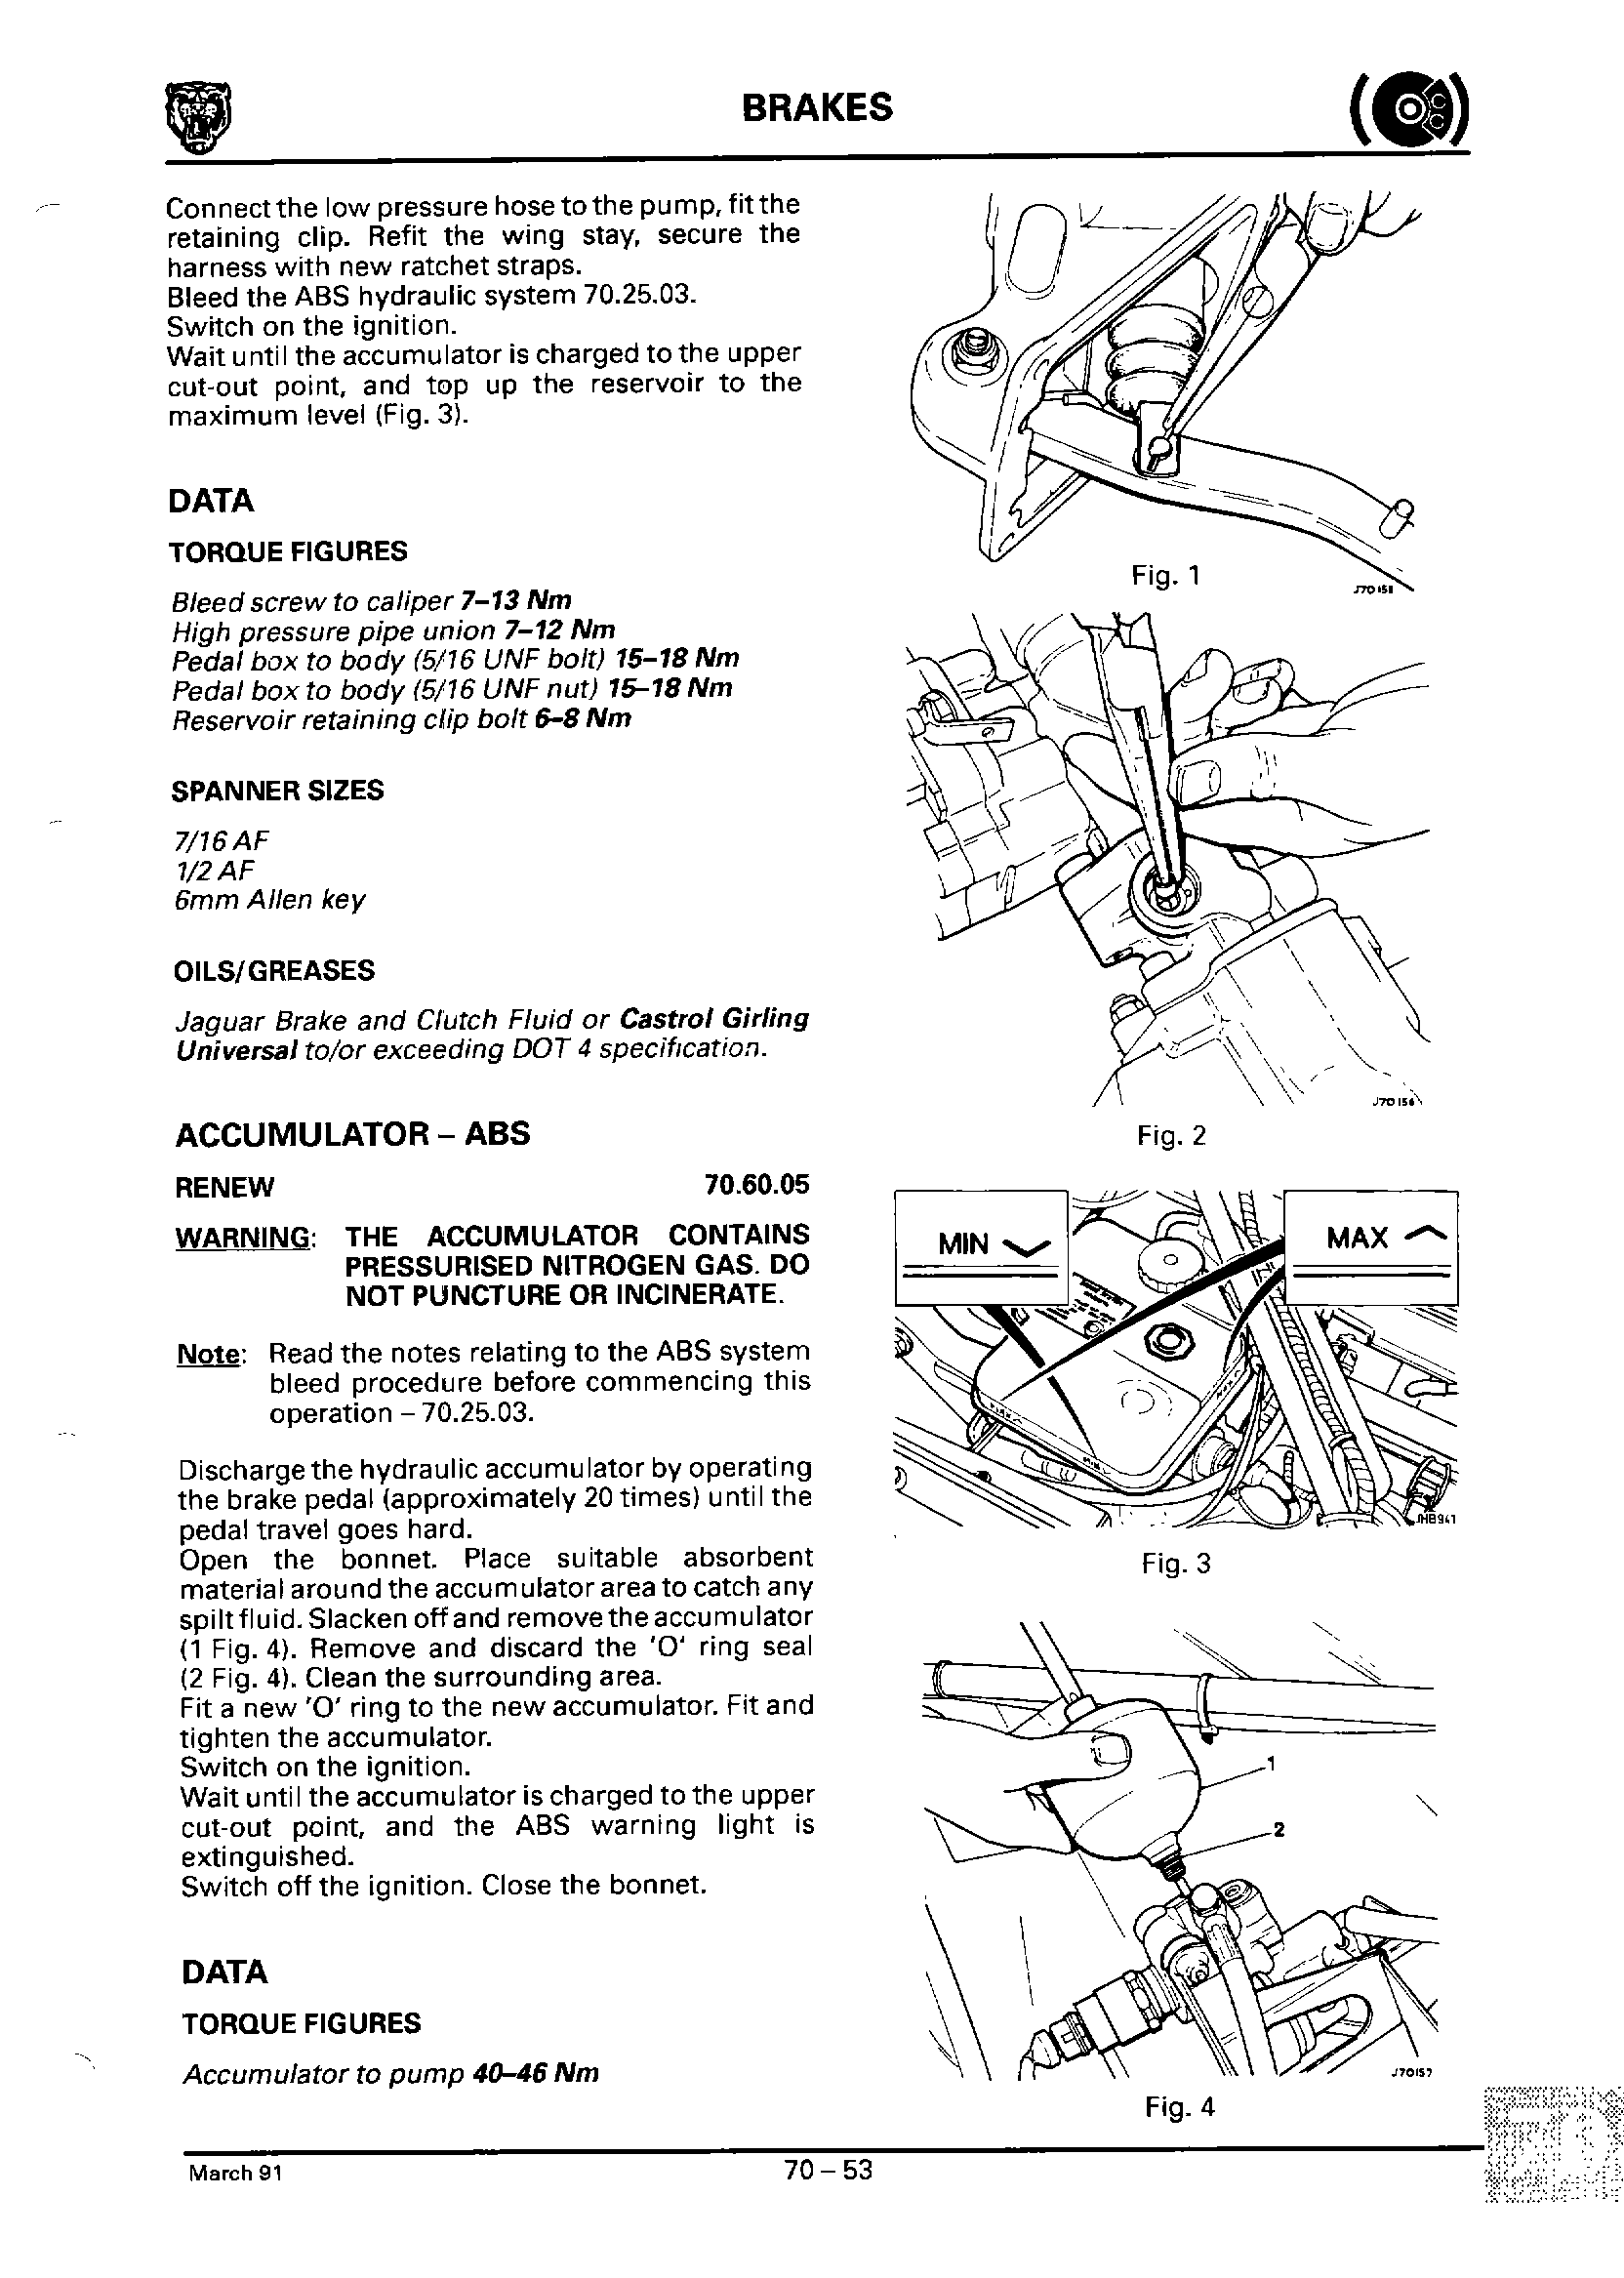 BRAKES
Connect the low pressure hose to the pump, fit the
retaining clip. Refit the wing stay, secure the
harness with new ratchet straps.
Bleed the ABS hydraulic system 70.25.03.
Switch on the ignition.
Wait until the accumulator is charged to the upper
cut-out point, and top up the reservoir to the
maximum level (Fig. 3).
DATA
TORQUE FIGURES
Bleed screw to caliper 7–13 Nm
High pressure pipe union 7–12 Nm
Pedal box to body (5/16 UNF bolt) 15–18 Nm
Pedal box to body (5/16 UNF nut) 15–18 Nm
Reservoir retaining clip bolt 6–8 Nm
SPANNER SIZES
7/16 AF
1/2 AF
6mm Allen key
OILS/GREASES
Jaguar Brake and Clutch Fluid or Castrol Girling
Universal to/or exceeding DOT 4 specification.
ACCUMULATOR – ABS
RENEW 70.60.05
WARNING: THE ACCUMULATOR CONTAINS
PRESSURISED NITROGEN GAS. DO
NOT PUNCTURE OR INCINERATE.
Note: Read the notes relating to the ABS system
bleed procedure before commencing this
operation – 70.25.03.
Discharge the hydraulic accumulator by operating
the brake pedal (approximately 20 times) until the
pedal travel goes hard.
Open the bonnet. Place suitable absorbent
material around the accumulator area to catch any
spilt fluid. Slacken off and remove the accumulator
(1 Fig. 4). Remove and discard the 'O' ring seal
(2 Fig. 4). Clean the surrounding area.
Fit a new 'O' ring to the new accumulator. Fit and
tighten the accumulator.
Switch on the ignition.
Wait until the accumulator is charged to the upper
cut-out point, and the ABS warning light is
extinguished.
Switch off the ignition. Close the bonnet.
DATA
TORQUE FIGURES
Accumulator to pump 40–46 Nm
Fig. 1
J70 158
Fig. 2
J70 156
MIN
MAX
JHB941
Fig. 3
1
2
J70157
Fig. 4
March 91
70 – 53